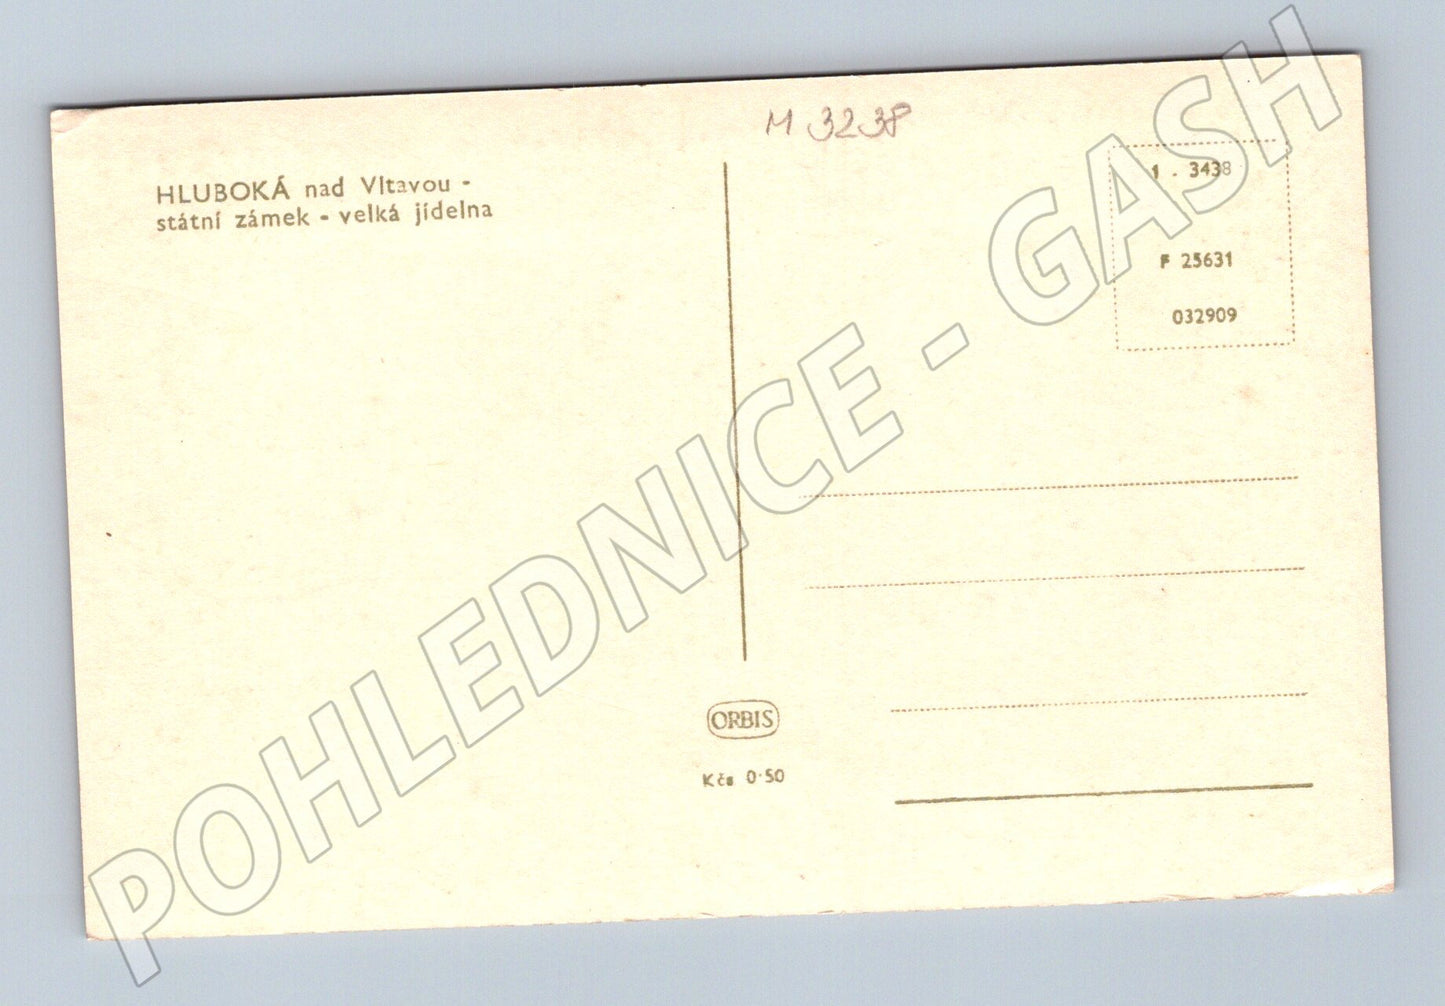 M 3238
HLUBOKÁ nad Vltavou -
státní zámek - velká jídelna
1 . 3438
F 25631
032909
ORBIS
Kčs 0·50
POHLEDNICE - GASH